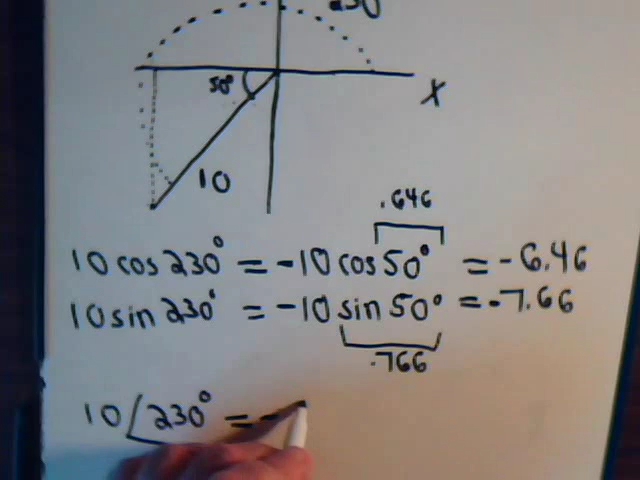 230
50°
X
10
.646
10 cos 230° = -10 cos 50° = -6.46
10 sin 230° = -10 sin 50° = -7.66
.766
10 ∠230° = -